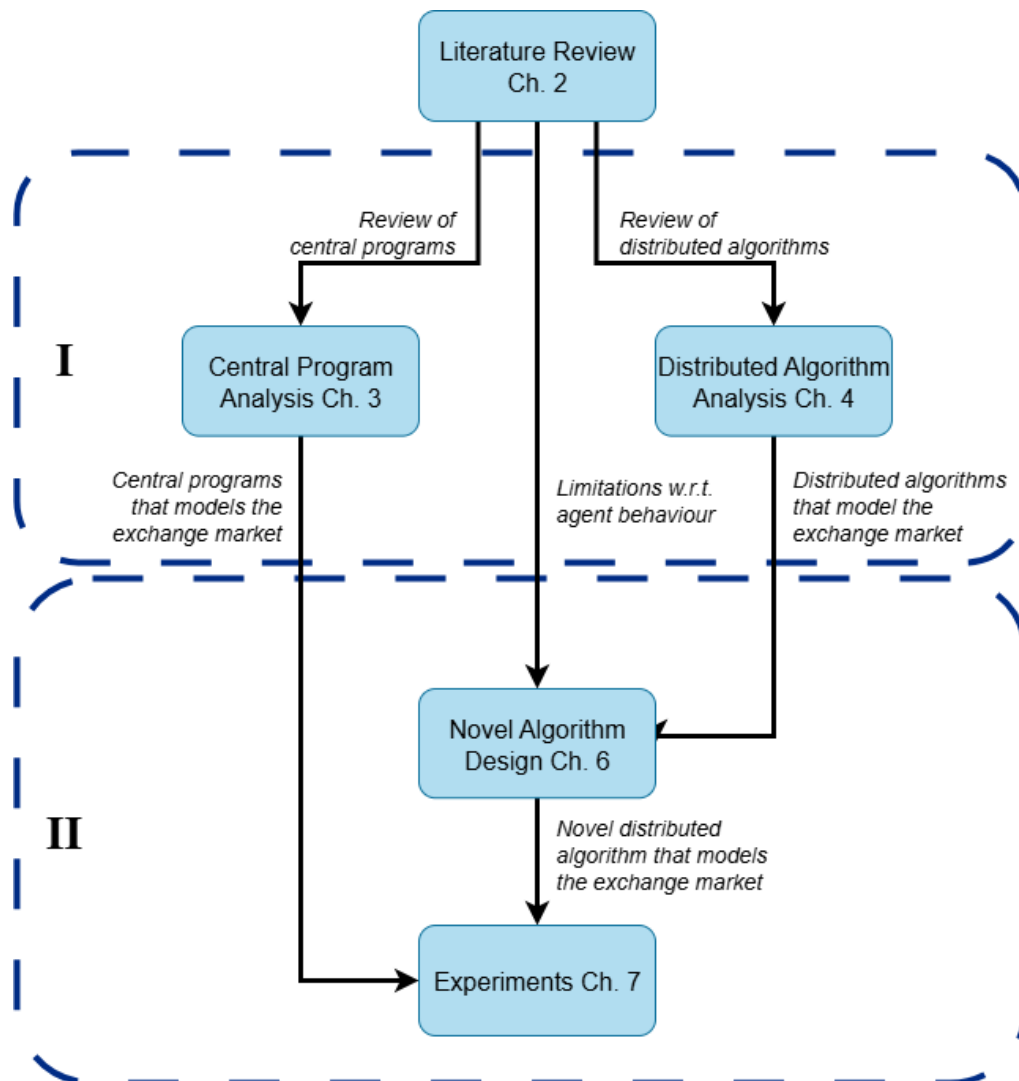 Literature Review
Ch. 2
Review of
central programs
Review of
distributed algorithms
I
Central Program
Analysis Ch. 3
Distributed Algorithm
Analysis Ch. 4
Central programs
that models the
exchange market
Limitations w.r.t.
agent behaviour
Distributed algorithms
that model the
exchange market
Novel Algorithm
Design Ch. 6
II
Novel distributed
algorithm that models
the exchange market
Experiments Ch. 7